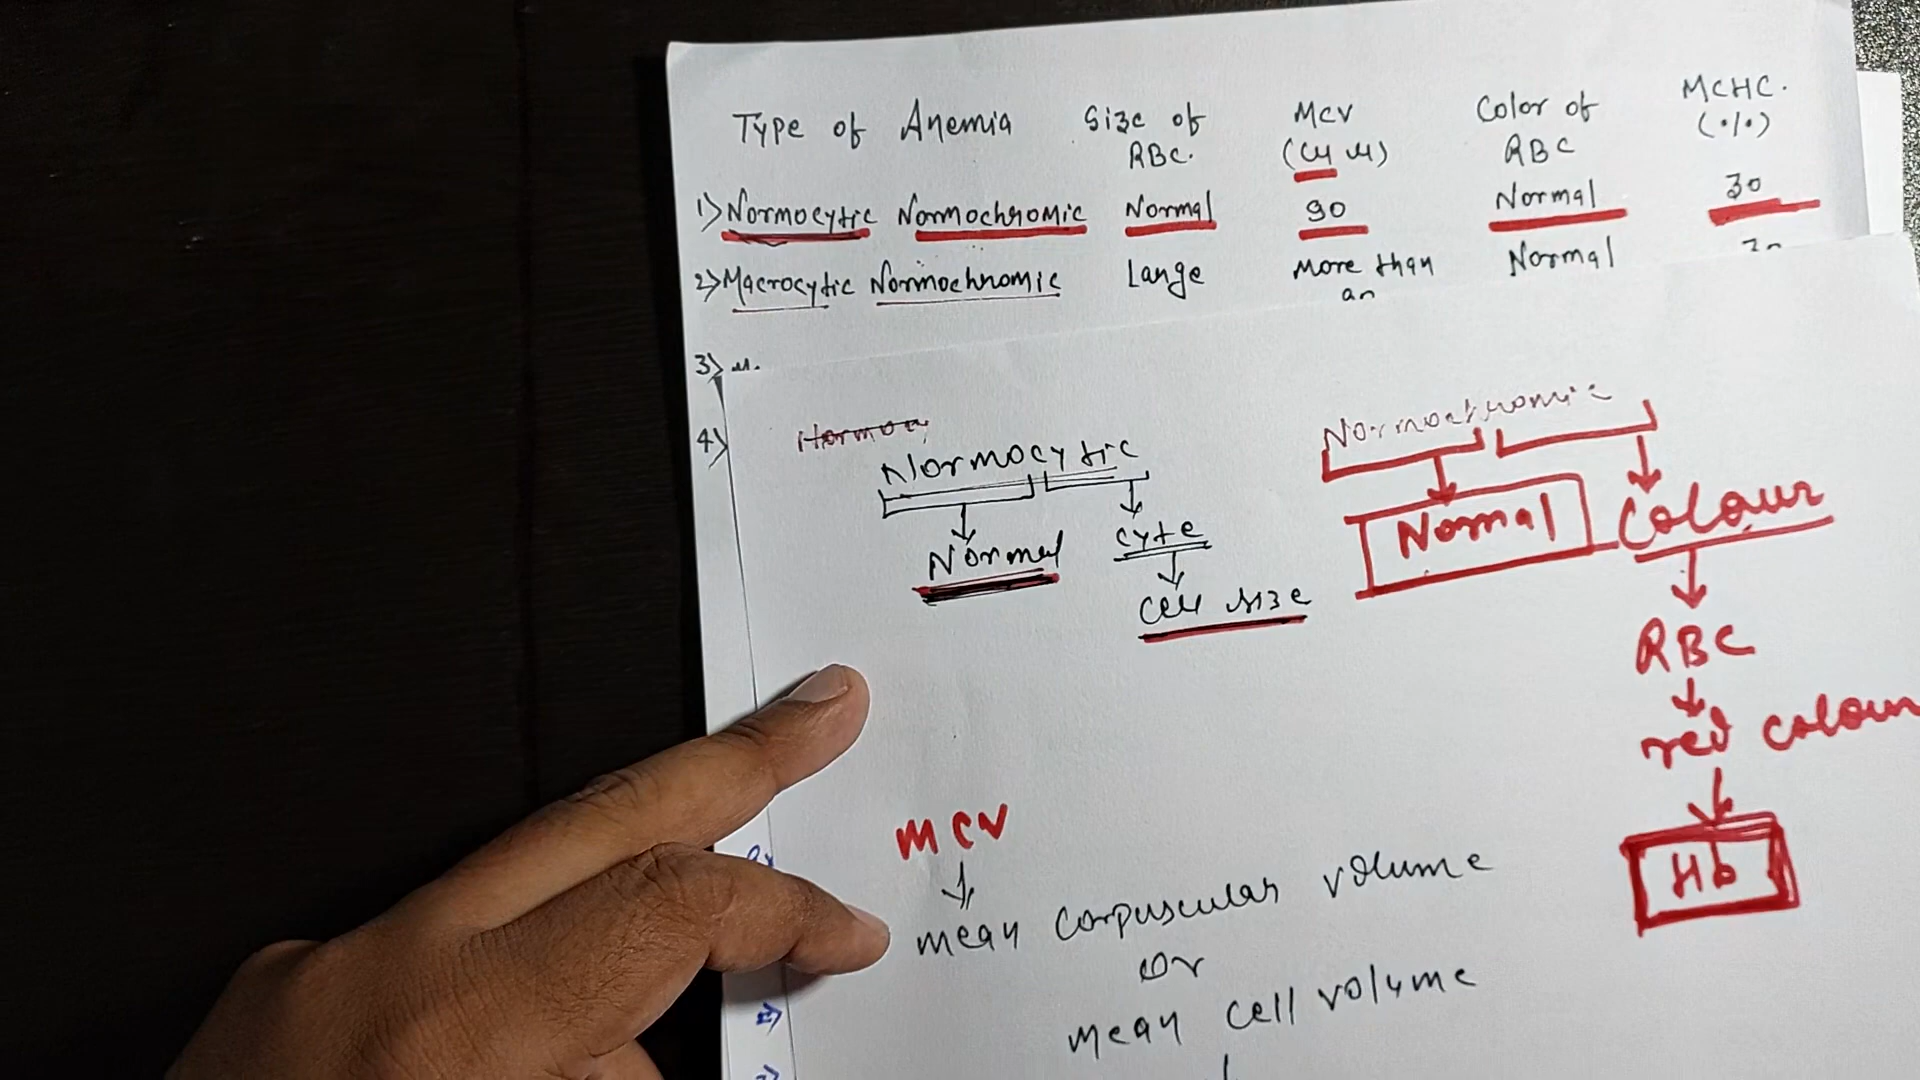 Type of Anemia Size of RBC. MCV (cu u) Color of RBC MCHC. (%)
1) Normocytic Normochromic Normal 90 Normal 30
2) Macrocytic Normochromic Large More than Normal
3)
4)
Normocytic
Normal cyte
cell size
Normochromic
Normal Colour
RBC
red colour
Hb
MCV
mean corpuscular volume
or
mean cell volume